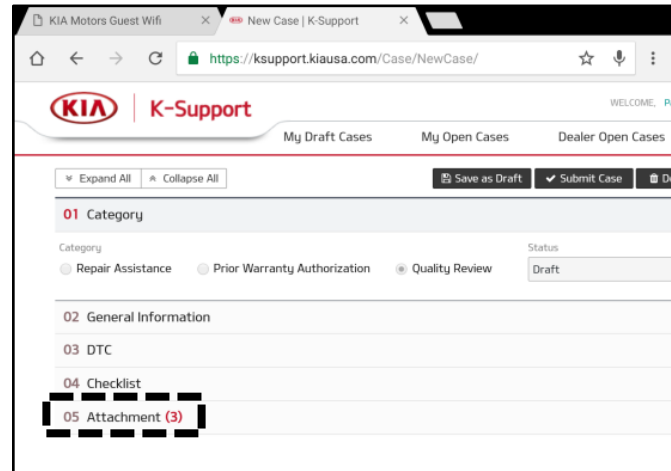 KIA Motors Guest Wifi
New Case | K-Support
https://ksupport.kiausa.com/Case/NewCase/
KIA
K-Support
WELCOME,
My Draft Cases
My Open Cases
Dealer Open Cases
Expand All
Collapse All
Save as Draft
Submit Case
01 Category
Category
Status
Repair Assistance
Prior Warranty Authorization
Quality Review
Draft
02 General Information
03 DTC
04 Checklist
05 Attachment (3)